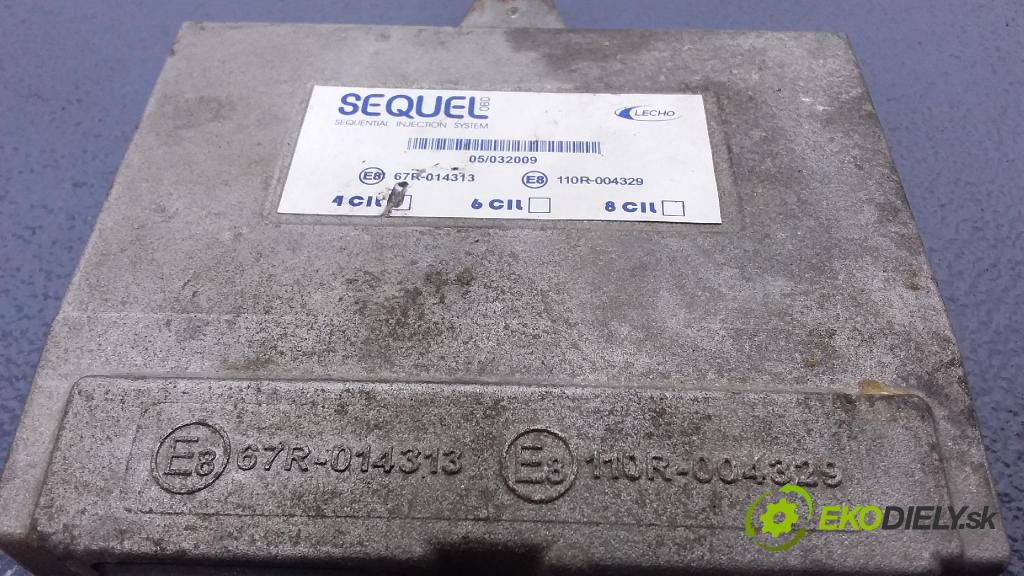 SEQUEL OBD
LECHO
SEQUENTIAL INJECTION SYSTEM
05/032009
E8 67R-014313 E8 110R-004329
4 CIL 6 CIL 8 CIL
E8 67R-014313 E8 110R-004329
EKODIELY.sk